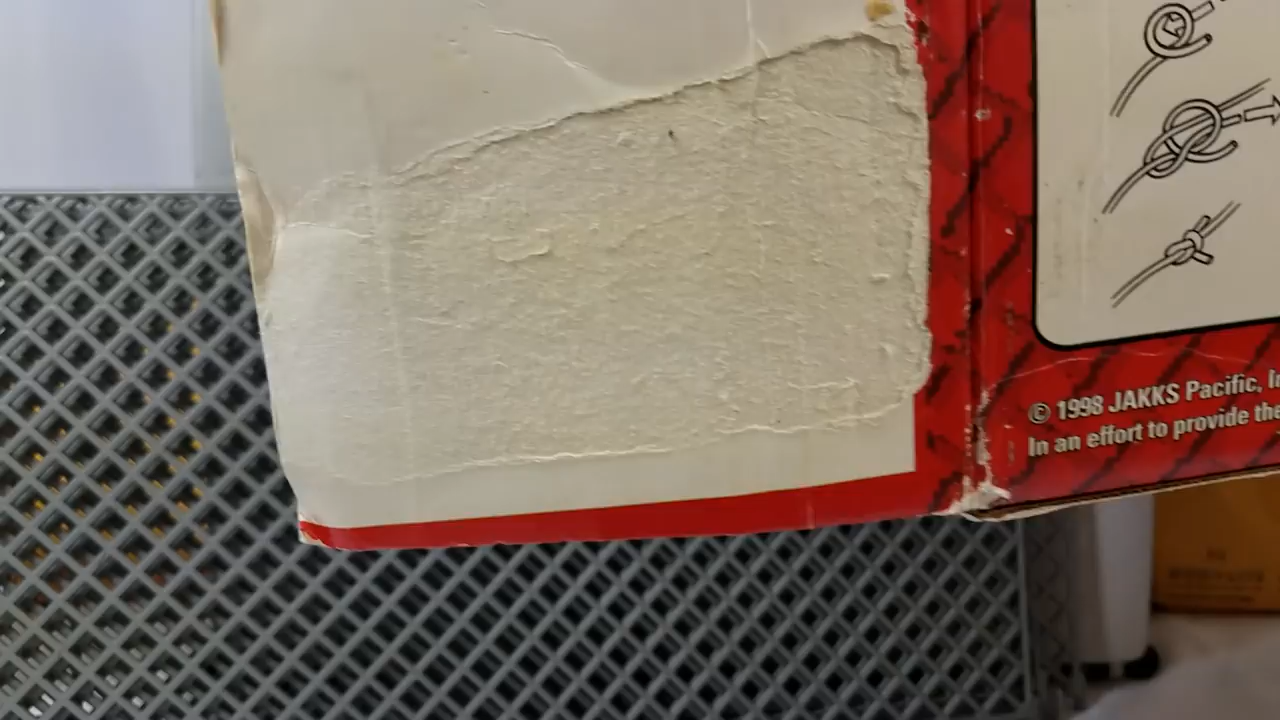 © 1998 JAKKS Pacific, I
In an effort to provide the